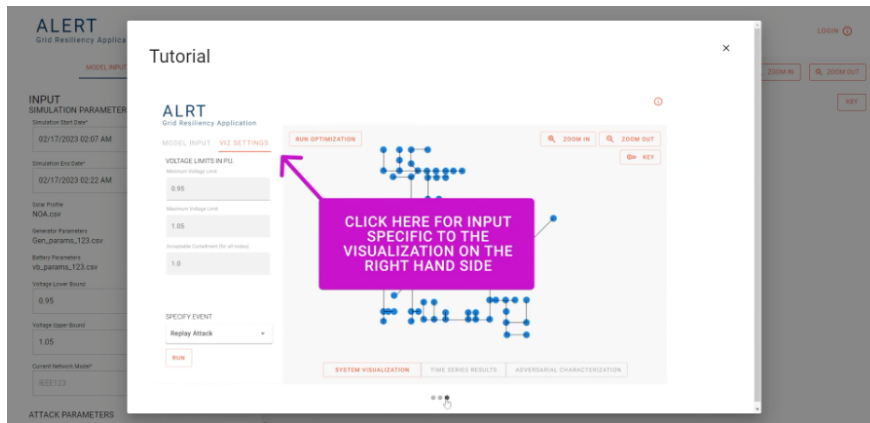 ALERT
Grid Resiliency Applica
LOGIN
MODEL INPUT
ZOOM IN
ZOOM OUT
KEY
INPUT
SIMULATION PARAMETER
Simulation Start Date*
02/17/2023 02:07 AM
Simulation End Date*
02/17/2023 02:22 AM
Solar Profile
NOA.csv
Generator Parameters
Gen_params_123.csv
Battery Parameters
vb_params_123.csv
Voltage Lower Bound
0.95
Voltage Upper Bound
1.05
Current Network Model*
IEEE123
ATTACK PARAMETERS
Tutorial
×
ALRT
Grid Resiliency Application
MODEL INPUT
VIZ SETTINGS
RUN OPTIMIZATION
ZOOM IN
ZOOM OUT
KEY
VOLTAGE LIMITS IN PU
Minimum Voltage Limit
0.95
Maximum Voltage Limit
1.05
Acceptable Curtailment (for all nodes)
1.0
CLICK HERE FOR INPUT
SPECIFIC TO THE
VISUALIZATION ON THE
RIGHT HAND SIDE
SPECIFY EVENT
Replay Attack
RUN
SYSTEM VISUALIZATION
TIME SERIES RESULTS
ADVERSARIAL CHARACTERIZATION